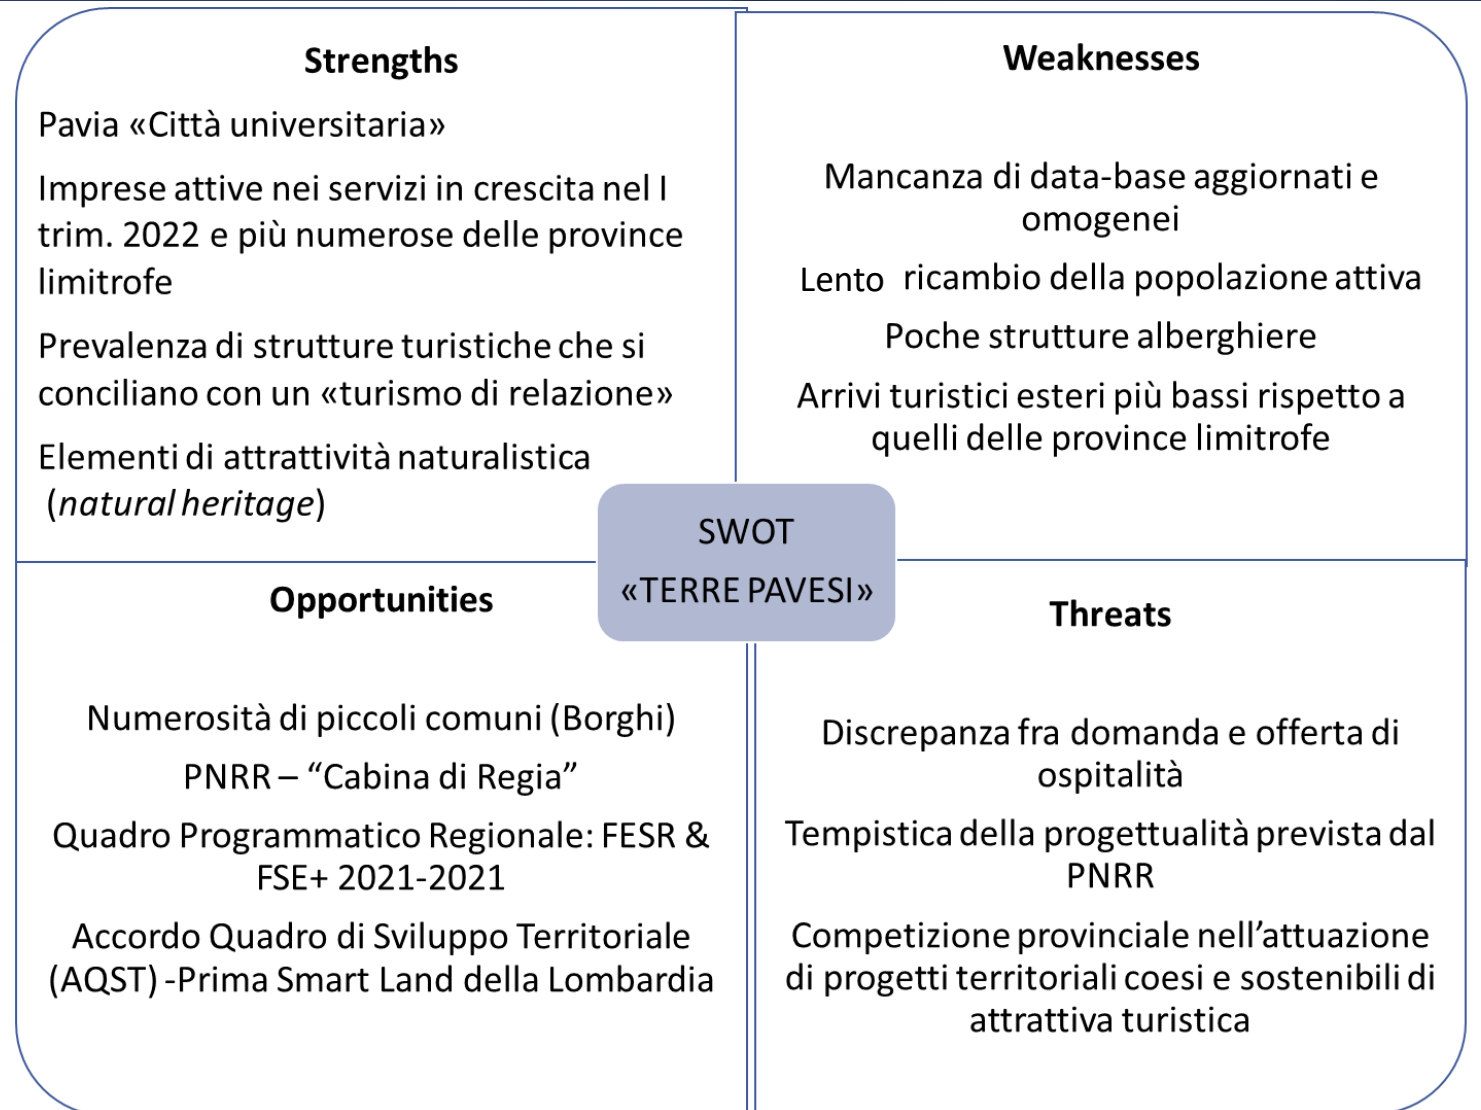 Strengths
Pavia «Città universitaria»
Imprese attive nei servizi in crescita nel I
trim. 2022 e più numerose delle province
limitrofe
Prevalenza di strutture turistiche che si
conciliano con un «turismo di relazione»
Elementi di attrattività naturalistica
(natural heritage)
Weaknesses
Mancanza di data-base aggiornati e
omogenei
Lento ricambio della popolazione attiva
Poche strutture alberghiere
Arrivi turistici esteri più bassi rispetto a
quelli delle province limitrofe
SWOT
«TERRE PAVESI»
Opportunities
Numerosità di piccoli comuni (Borghi)
PNRR – “Cabina di Regia”
Quadro Programmatico Regionale: FESR &
FSE+ 2021-2021
Accordo Quadro di Sviluppo Territoriale
(AQST) -Prima Smart Land della Lombardia
Threats
Discrepanza fra domanda e offerta di
ospitalità
Tempistica della progettualità prevista dal
PNRR
Competizione provinciale nell’attuazione
di progetti territoriali coesi e sostenibili di
attrattiva turistica